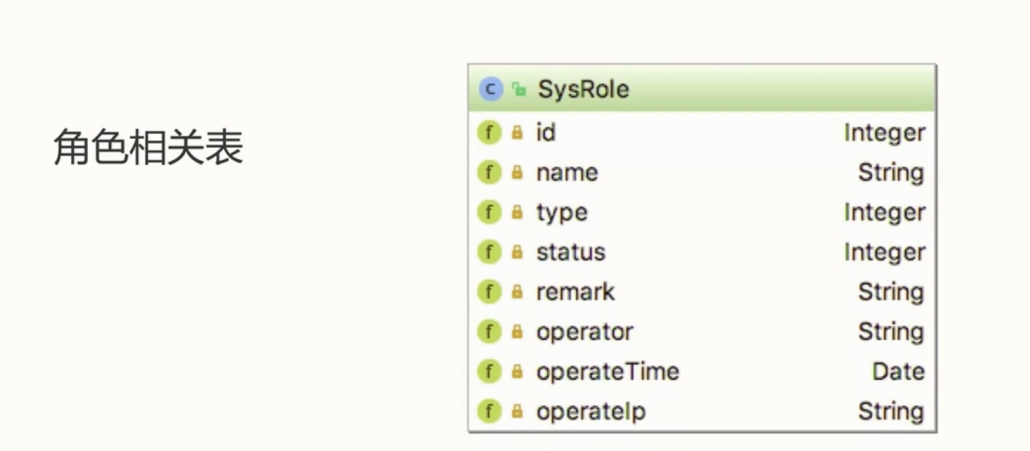 角色相关表
SysRole
id Integer
name String
type Integer
status Integer
remark String
operator String
operateTime Date
operateIp String